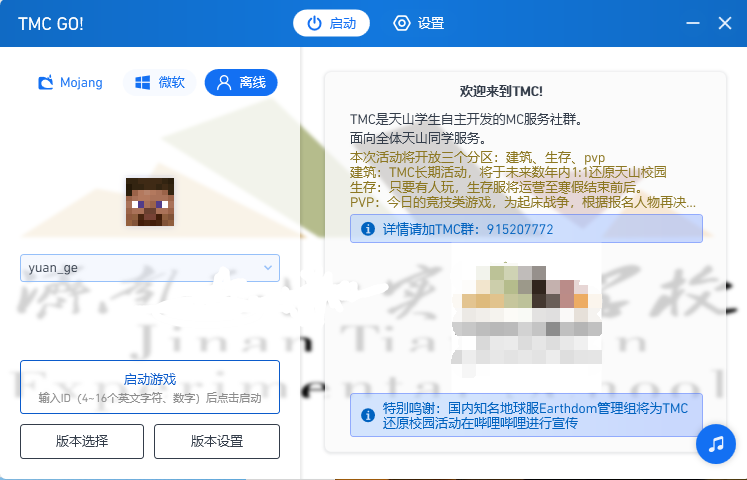 TMC GO!
启动
设置
Mojang
微软
离线
yuan_ge
启动游戏
输入ID（4~16个英文字符、数字）后点击启动
版本选择
版本设置
欢迎来到TMC!
TMC是天山学生自主开发的MC服务社群。
面向全体天山同学服务。
本次活动将开放三个分区：建筑、生存、pvp
建筑：TMC长期活动，将于未来数年内1:1还原天山校园
生存：只要有人玩，生存服将运营至寒假结束前后。
PVP：今日的竞技类游戏，为起床战争，根据报名人物再决...
详情请加TMC群：915207772
特别鸣谢：国内知名地球服Earthdom管理组将为TMC
还原校园活动在哔哩哔哩进行宣传
Jinan Tia
Experimental School